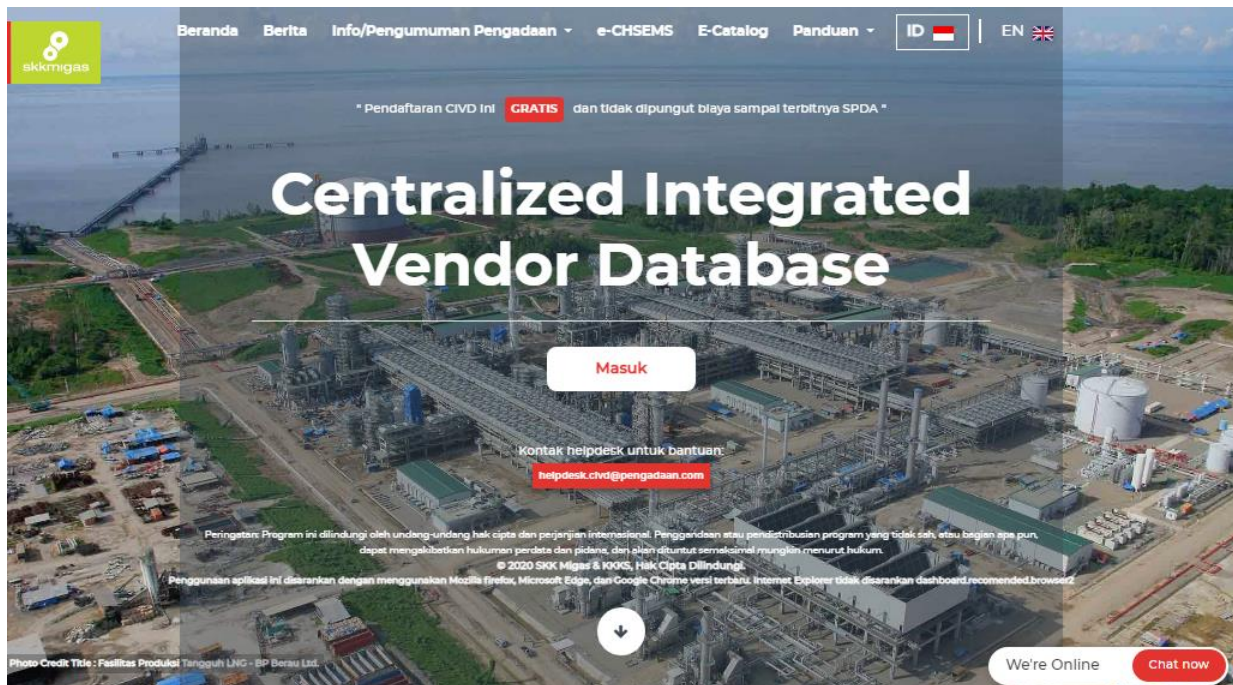 skkmigas
Beranda Berita Info/Pengumuman Pengadaan e-CHSEMS E-Catalog Panduan ID EN
" Pendaftaran CIVD ini GRATIS dan tidak dipungut biaya sampai terbitnya SPDA "
Centralized Integrated
Vendor Database
Masuk
Kontak helpdesk untuk bantuan:
helpdesk.civd@pengadaan.com
Peringatan: Program ini dilindungi oleh undang-undang hak cipta dan perjanjian internasional. Penggandaan atau pendistribusian program yang tidak sah, atau bagian apa pun,
dapat mengakibatkan hukuman perdata dan pidana, dan akan dituntut semaksimal mungkin menurut hukum.
© 2020 SKK Migas & KKKS, Hak Cipta Dilindungi.
Penggunaan aplikasi ini disarankan dengan menggunakan Mozilla firefox, Microsoft Edge, dan Google Chrome versi terbaru. Internet Explorer tidak disarankan dashboard.recomended.browser2
Photo Credit Title : Fasilitas Produksi Tangguh LNG - BP Berau Ltd.
We're Online Chat now